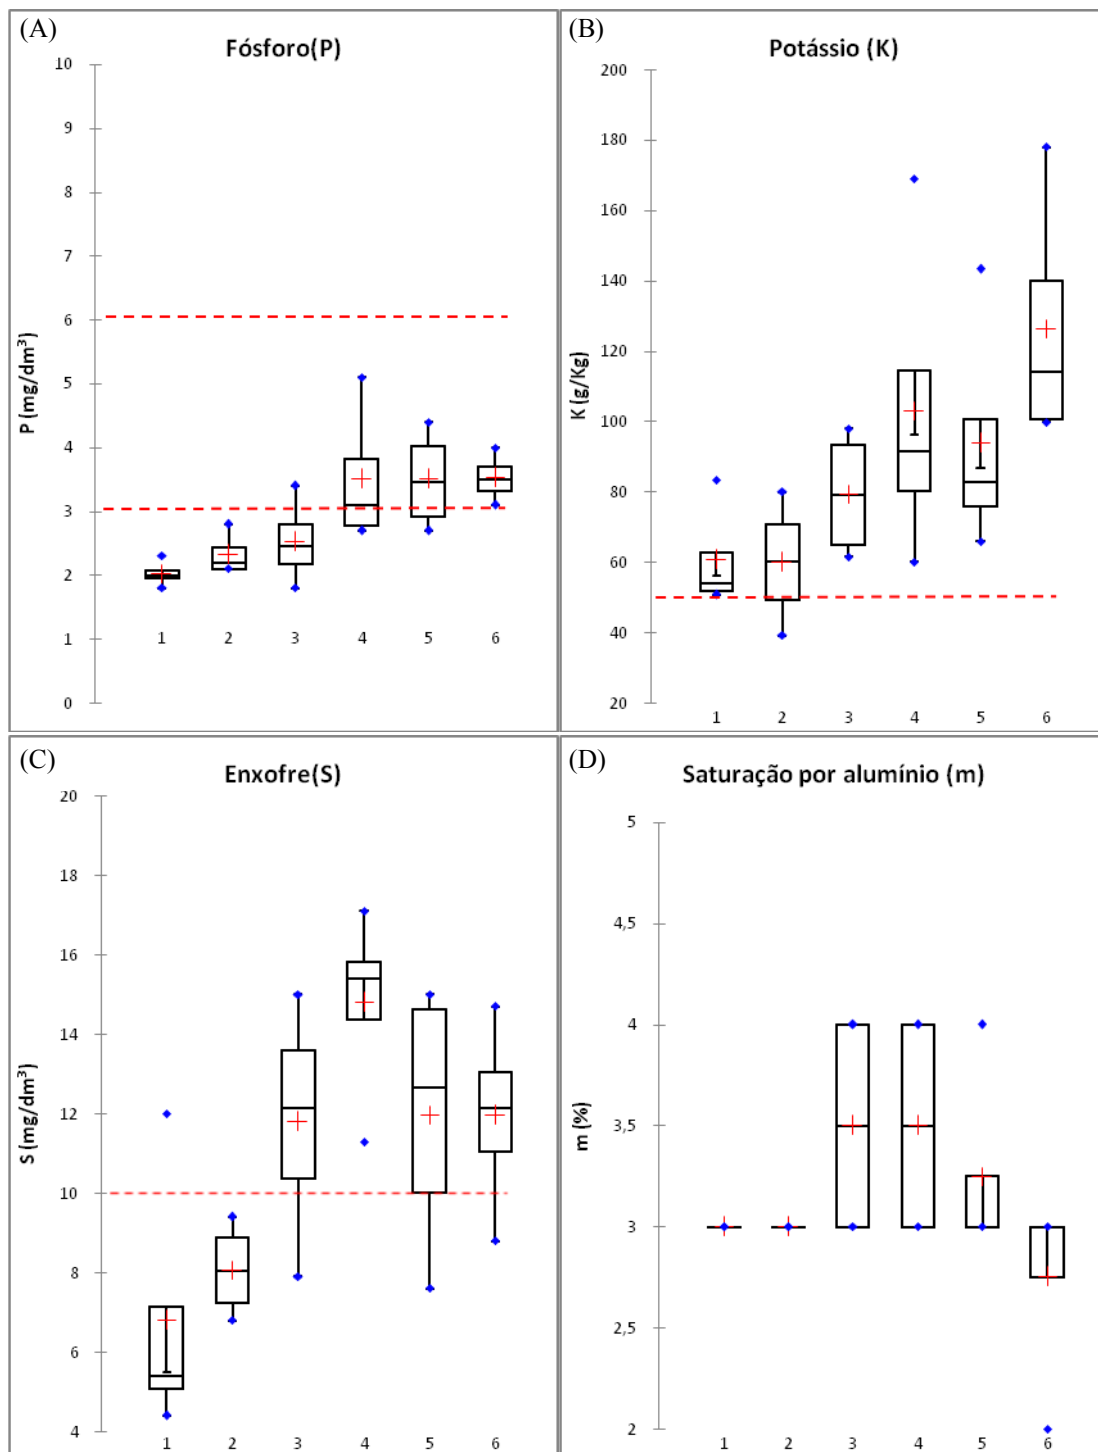 (A)
Fósforo(P)
10
9
8
7
6
5
4
3
2
1
0
P (mg/dm³)
1 2 3 4 5 6
(B)
Potássio (K)
200
180
160
140
120
100
80
60
40
20
K (g/Kg)
1 2 3 4 5 6
(C)
Enxofre(S)
20
18
16
14
12
10
8
6
4
S (mg/dm³)
1 2 3 4 5 6
(D)
Saturação por alumínio (m)
5
4,5
4
3,5
3
2,5
2
m (%)
1 2 3 4 5 6